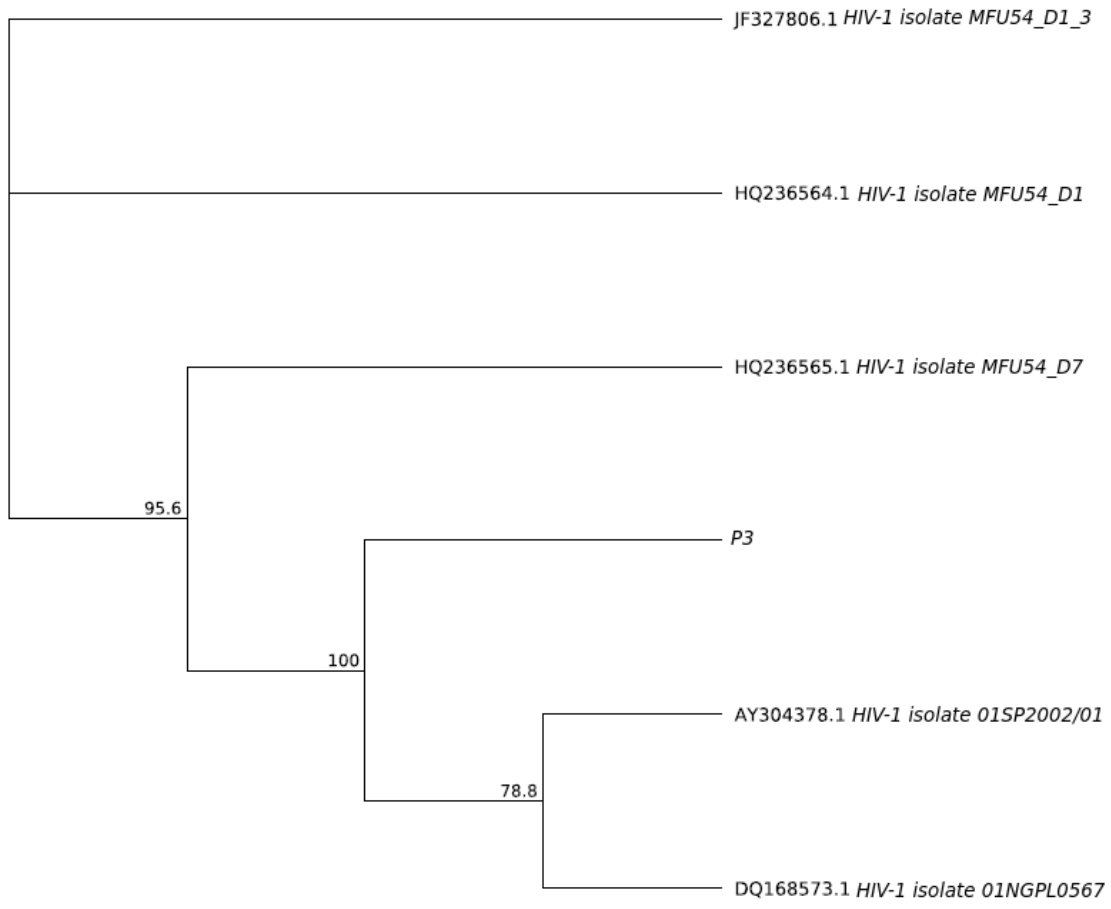 JF327806.1 HIV-1 isolate MFU54_D1_3
HQ236564.1 HIV-1 isolate MFU54_D1
HQ236565.1 HIV-1 isolate MFU54_D7
95.6
P3
100
AY304378.1 HIV-1 isolate 01SP2002/01
78.8
DQ168573.1 HIV-1 isolate 01NGPL0567